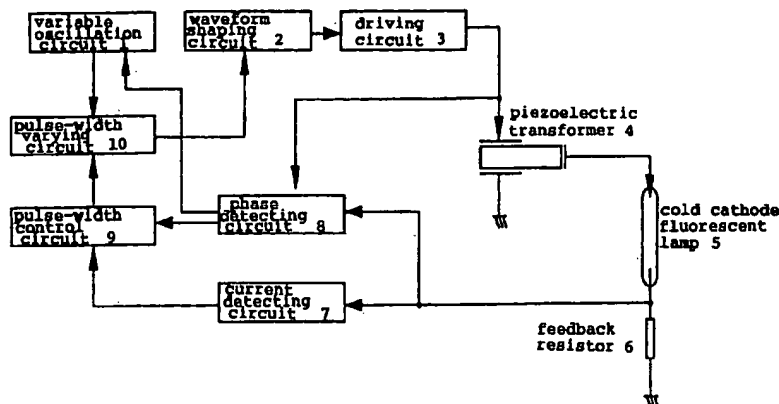 variable
oscillation
circuit 1
waveform
shaping
circuit 2
driving
circuit 3
piezoelectric
transformer 4
pulse-width
varying
circuit 10
phase
detecting
circuit 8
pulse-width
control
circuit 9
cold cathode
fluorescent
lamp 5
current
detecting
circuit 7
feedback
resistor 6